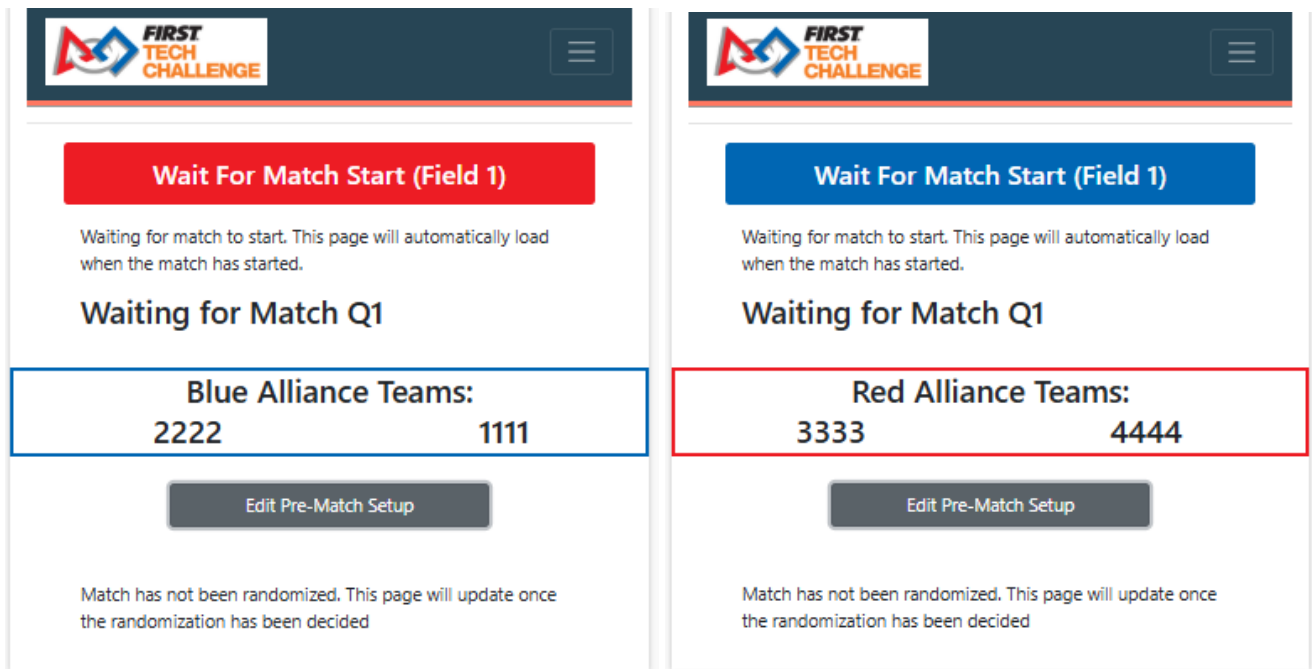 FIRST
TECH
CHALLENGE
Wait For Match Start (Field 1)
Waiting for match to start. This page will automatically load
when the match has started.
Waiting for Match Q1
Blue Alliance Teams:
2222 1111
Edit Pre-Match Setup
Match has not been randomized. This page will update once
the randomization has been decided
FIRST
TECH
CHALLENGE
Wait For Match Start (Field 1)
Waiting for match to start. This page will automatically load
when the match has started.
Waiting for Match Q1
Red Alliance Teams:
3333 4444
Edit Pre-Match Setup
Match has not been randomized. This page will update once
the randomization has been decided